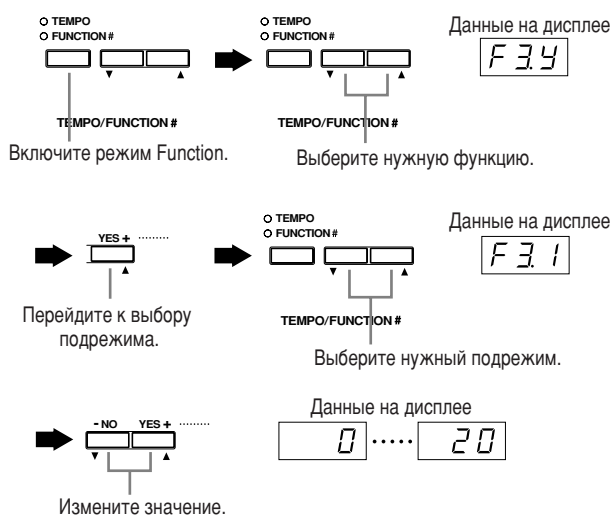 TEMPO
FUNCTION #
TEMPO/FUNCTION #
Включите режим Function.
TEMPO
FUNCTION #
TEMPO/FUNCTION #
Выберите нужную функцию.
Данные на дисплее
F 3.Y
YES +
Перейдите к выбору
подрежима.
TEMPO
FUNCTION #
TEMPO/FUNCTION #
Выберите нужный подрежим.
Данные на дисплее
F 3. 1
- NO YES +
Измените значение.
Данные на дисплее
0 ..... 20